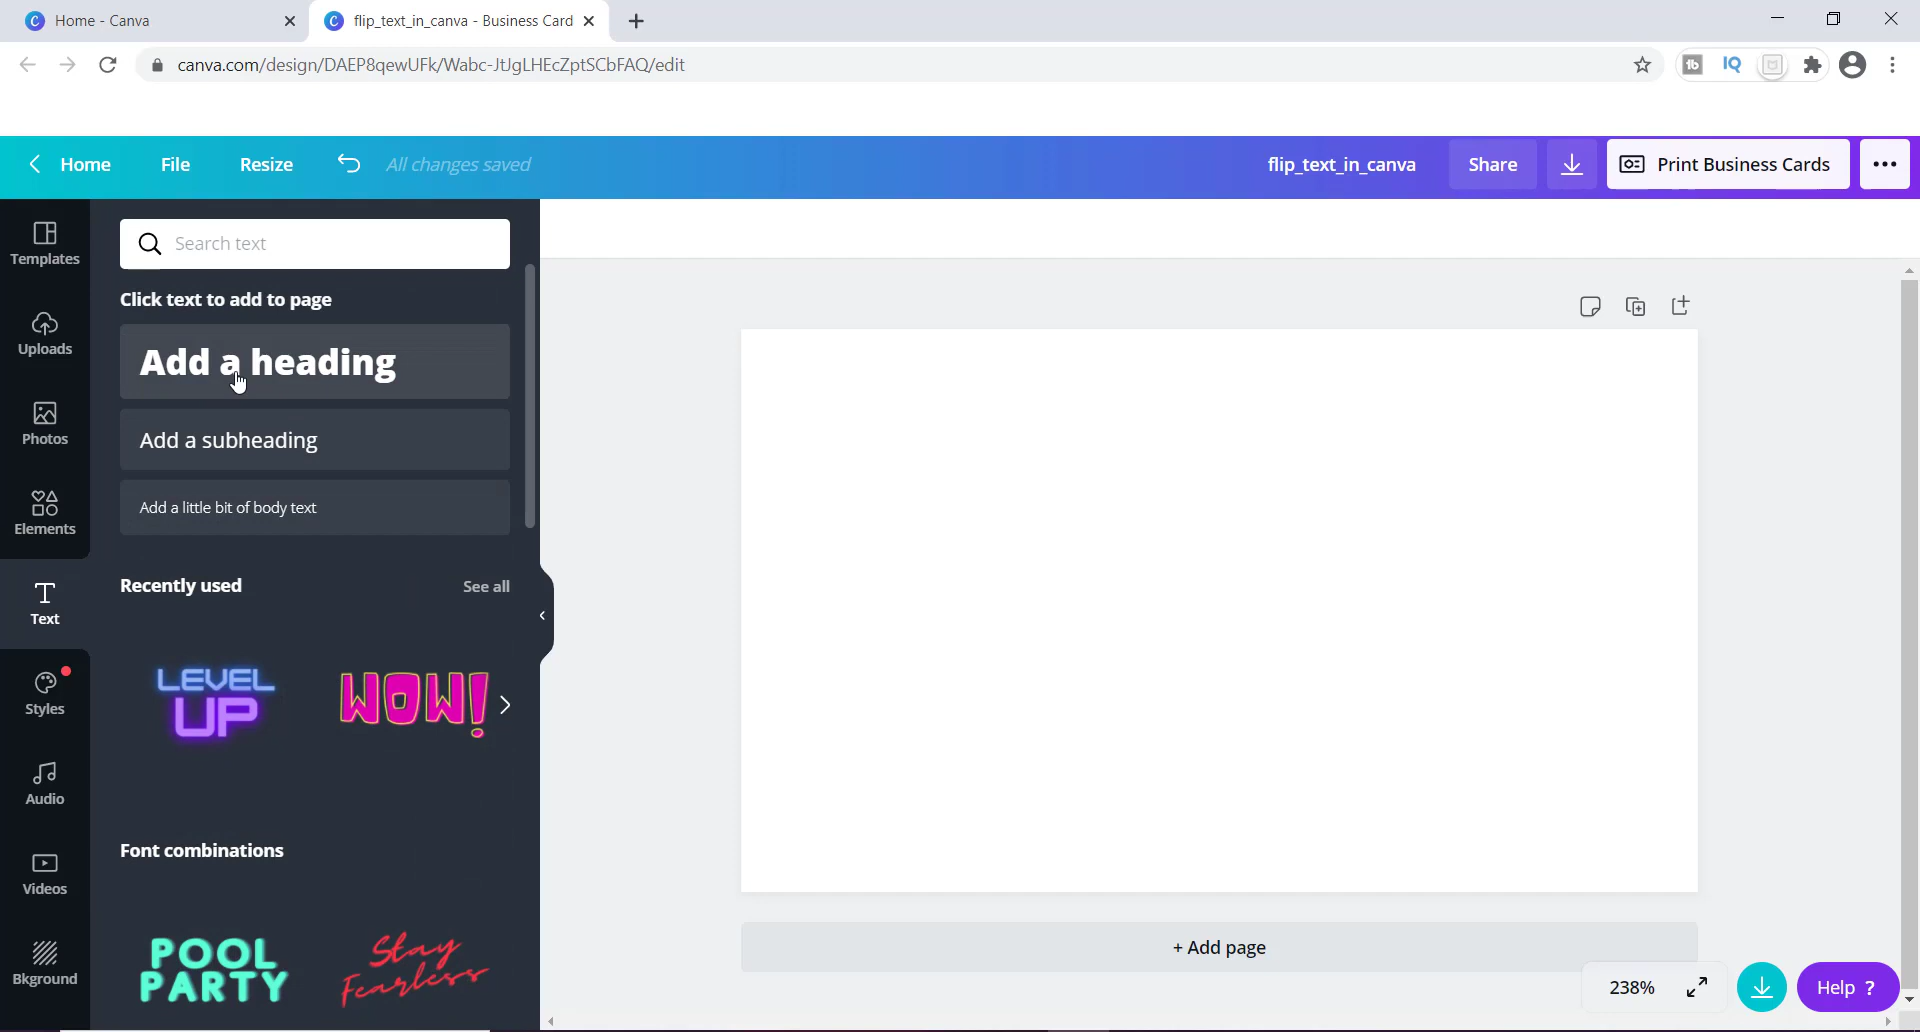 Home - Canva
flip_text_in_canva - Business Card
canva.com/design/DAEP8qewUFk/Wabc-JtJgLHEcZptSCbFAQ/edit
Home
File
Resize
All changes saved
flip_text_in_canva
Share
Print Business Cards
Templates
Uploads
Photos
Elements
Text
Styles
Audio
Videos
Bkground
Search text
Click text to add to page
Add a heading
Add a subheading
Add a little bit of body text
Recently used
See all
LEVEL
UP
WOW!
Font combinations
POOL
PARTY
Stay
Fearless
+ Add page
238%
Help ?